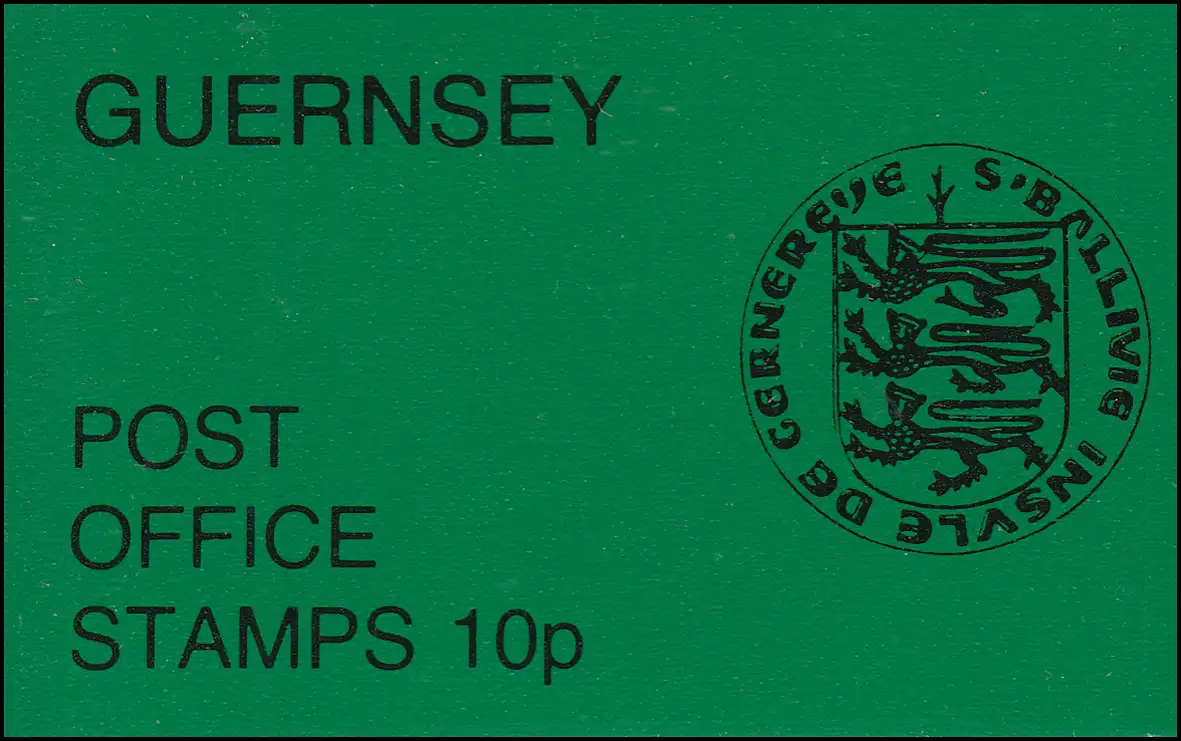 GUERNSEY
S'BALLIVIE INSVLE DE GERNEREYE
POST
OFFICE
STAMPS 10p